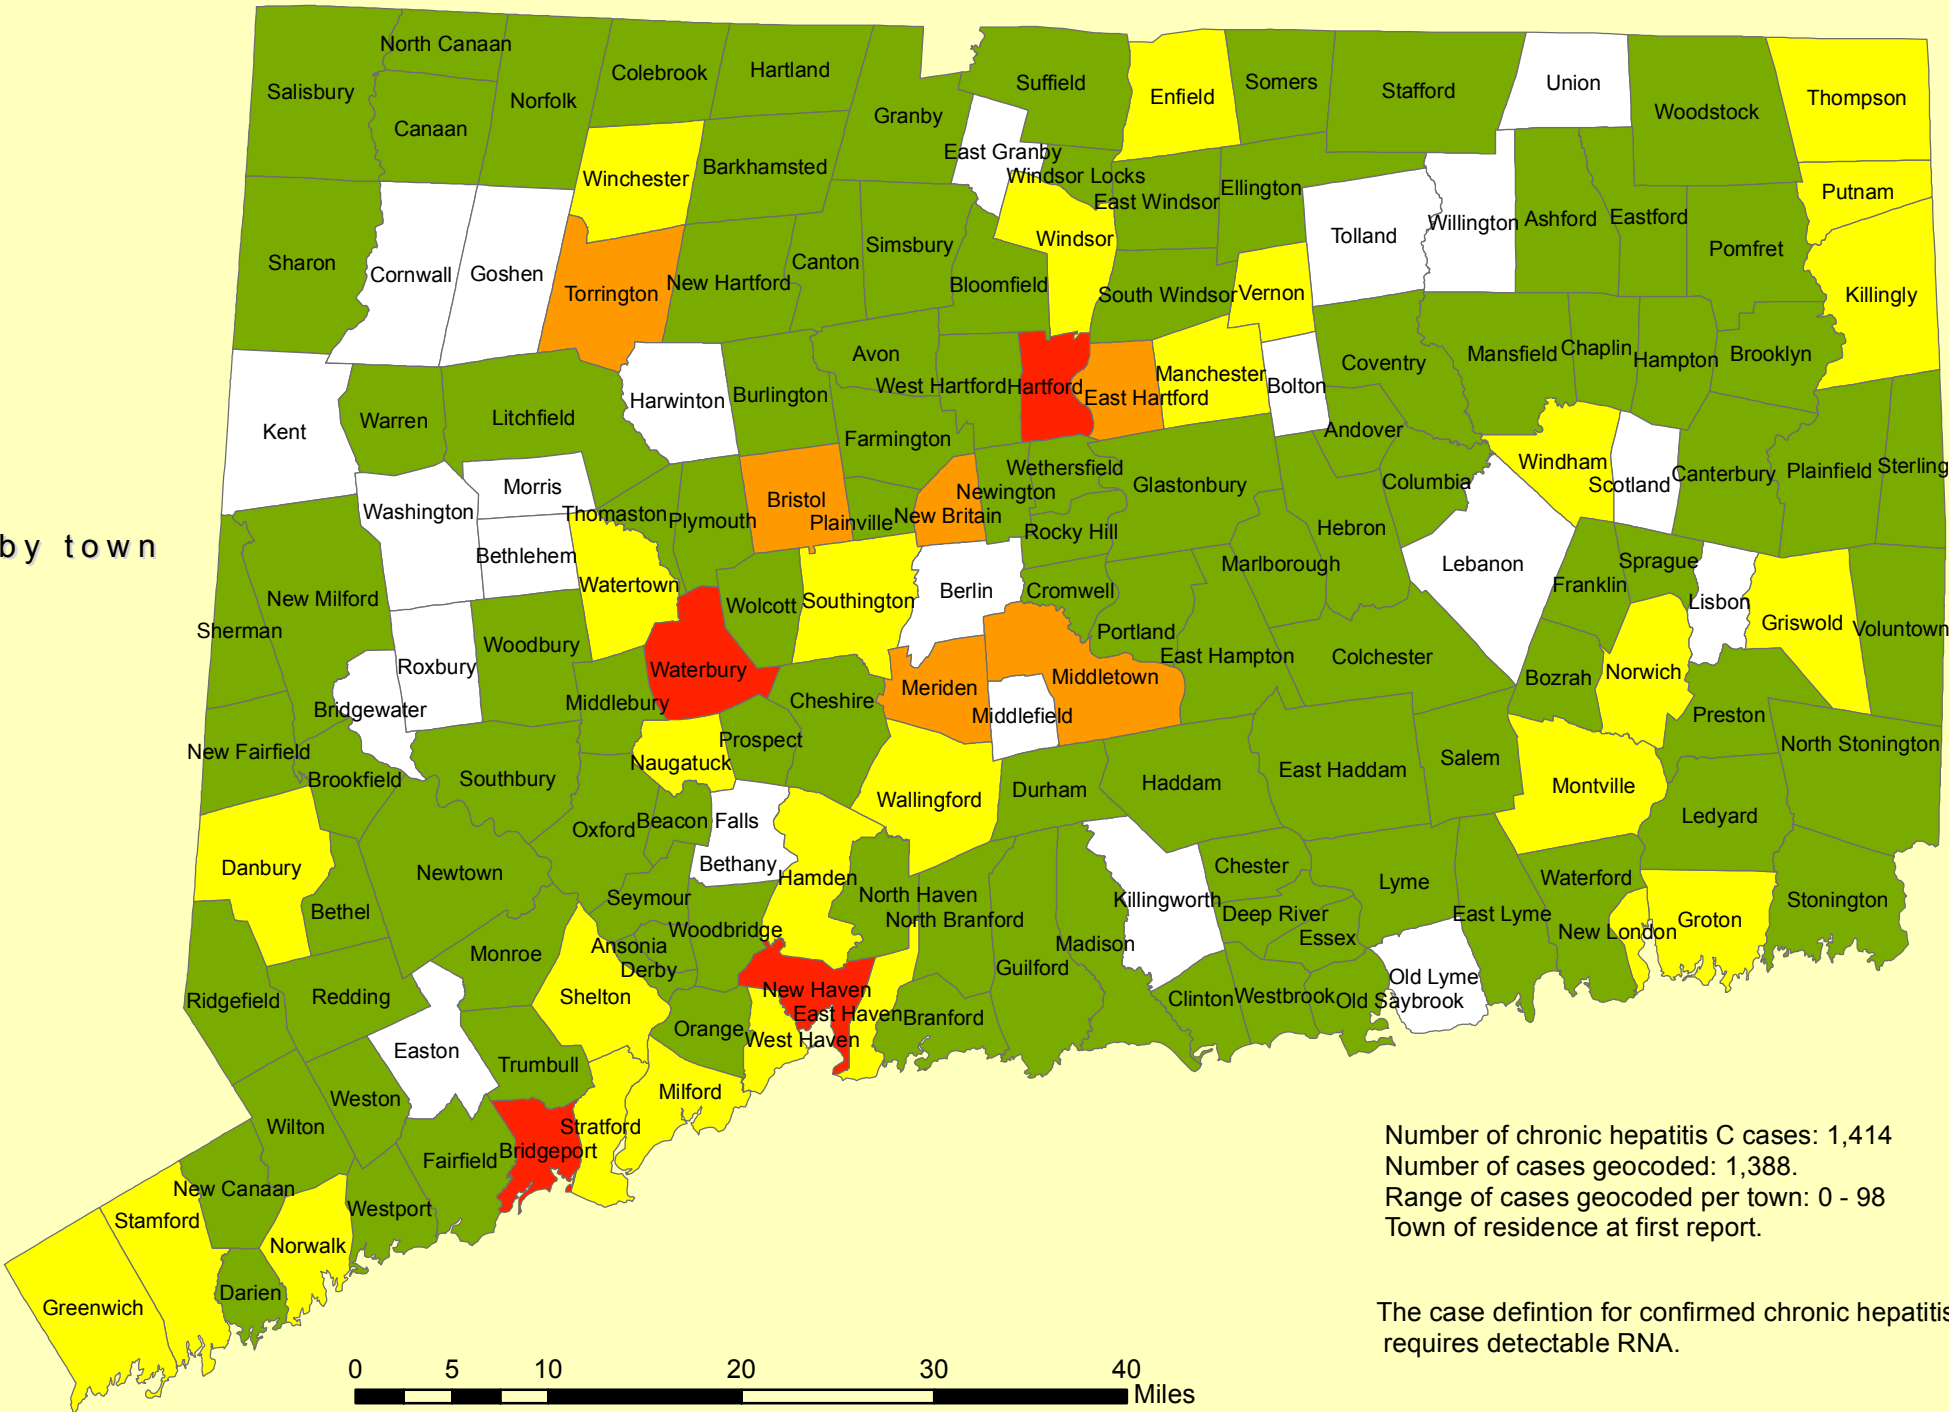 North Canaan
Colebrook
Hartland
Salisbury
Norfolk
Canaan
Granby
Suffield
Enfield
Somers
Stafford
Union
Woodstock
Thompson
Winchester
Barkhamsted
East Granby
Windsor Locks
East Windsor
Ellington
Tolland
Willington
Ashford
Eastford
Putnam
Pomfret
Sharon
Cornwall
Goshen
Torrington
New Hartford
Canton
Simsbury
Bloomfield
Windsor
South Windsor
Vernon
Killingly
Kent
Warren
Litchfield
Harwinton
Burlington
Avon
West Hartford
Hartford
East Hartford
Manchester
Bolton
Coventry
Mansfield
Chaplin
Hampton
Brooklyn
Farmington
Andover
Washington
Morris
Thomaston
Plymouth
Bristol
Plainville
New Britain
Newington
Wethersfield
Rocky Hill
Glastonbury
Hebron
Columbia
Windham
Scotland
Canterbury
Plainfield
Sterling
by town
New Milford
Sherman
Bethlehem
Watertown
Wolcott
Southington
Berlin
Cromwell
Portland
Marlborough
East Hampton
Colchester
Lebanon
Franklin
Sprague
Lisbon
Griswold
Voluntown
Roxbury
Woodbury
Bridgewater
Middlebury
Waterbury
Cheshire
Meriden
Middletown
Middlefield
Bozrah
Norwich
Preston
North Stonington
New Fairfield
Brookfield
Southbury
Naugatuck
Prospect
Wallingford
Durham
Haddam
East Haddam
Salem
Montville
Ledyard
Danbury
Bethel
Newtown
Oxford
Beacon
Falls
Bethany
Hamden
Seymour
North Haven
North Branford
Killingworth
Chester
Deep River
Essex
Lyme
East Lyme
Waterford
New London
Groton
Stonington
Ridgefield
Redding
Monroe
Shelton
Ansonia
Derby
Woodbridge
New Haven
East Haven
West Haven
Orange
Branford
Guilford
Madison
Clinton
Westbrook
Old Saybrook
Old Lyme
Easton
Trumbull
Weston
Wilton
Milford
Stratford
Bridgeport
Fairfield
New Canaan
Westport
Stamford
Norwalk
Darien
Greenwich
Number of chronic hepatitis C cases: 1,414
Number of cases geocoded: 1,388.
Range of cases geocoded per town: 0 - 98
Town of residence at first report.
The case defintion for confirmed chronic hepatitis
requires detectable RNA.
0 5 10 20 30 40
Miles